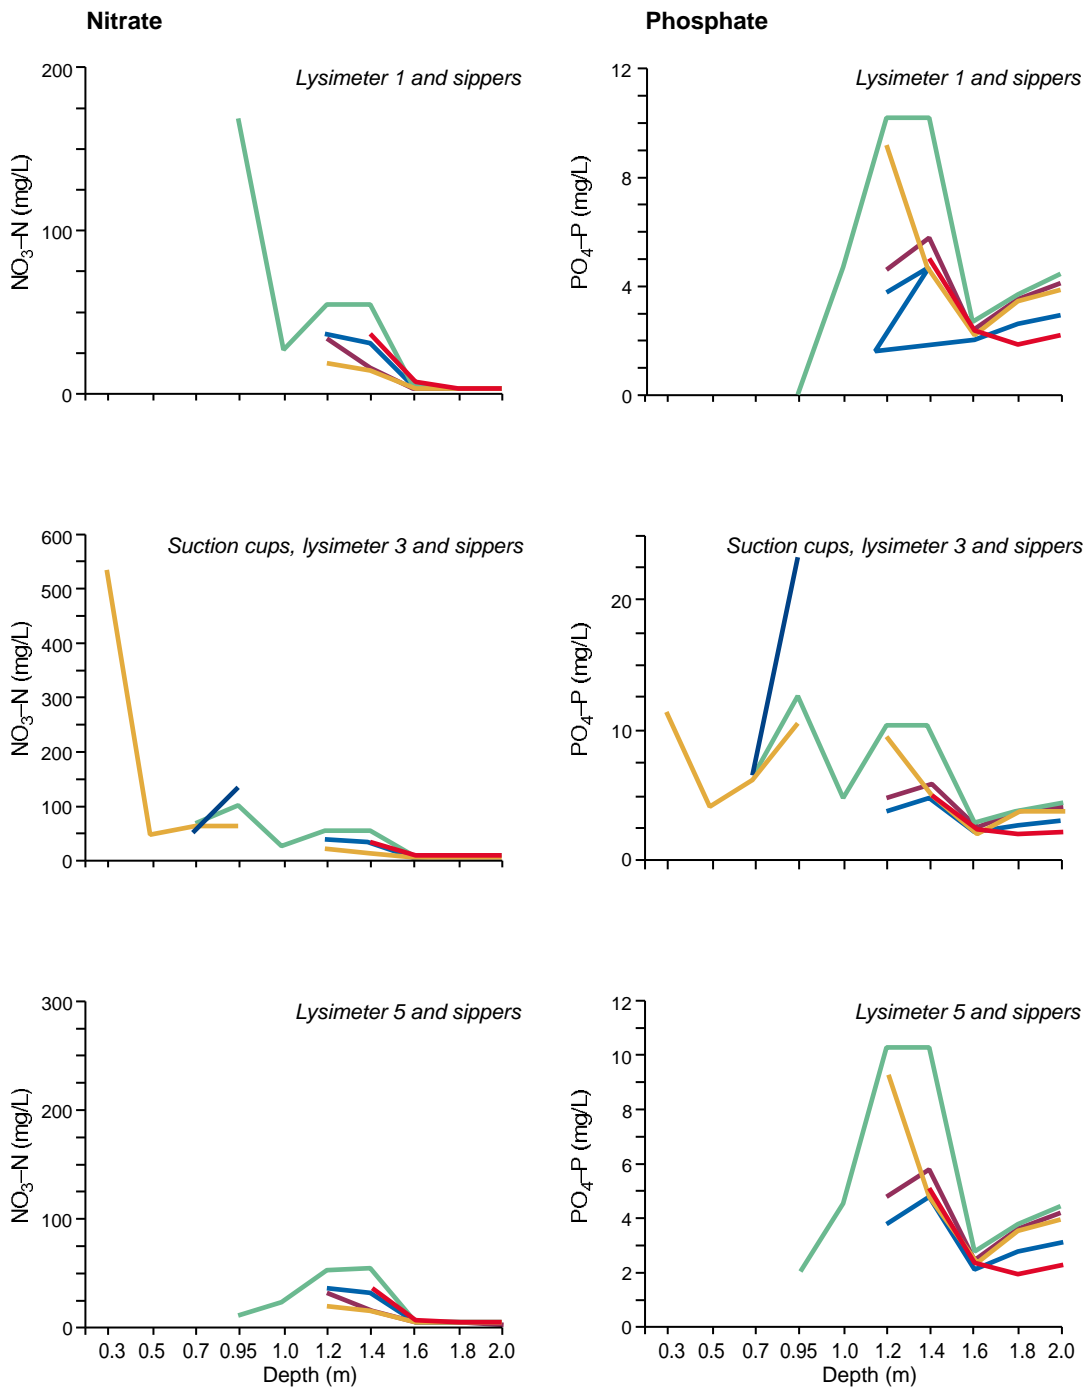 Nitrate
Phosphate
Lysimeter 1 and sippers
200
100
0
NO3–N (mg/L)
Lysimeter 1 and sippers
12
8
4
0
PO4–P (mg/L)
Suction cups, lysimeter 3 and sippers
600
500
400
300
200
100
0
NO3–N (mg/L)
Suction cups, lysimeter 3 and sippers
20
10
0
PO4–P (mg/L)
Lysimeter 5 and sippers
300
200
100
0
NO3–N (mg/L)
0.3 0.5 0.7 0.95 1.0 1.2 1.4 1.6 1.8 2.0
Depth (m)
Lysimeter 5 and sippers
12
10
8
6
4
2
0
PO4–P (mg/L)
0.3 0.5 0.7 0.95 1.0 1.2 1.4 1.6 1.8 2.0
Depth (m)